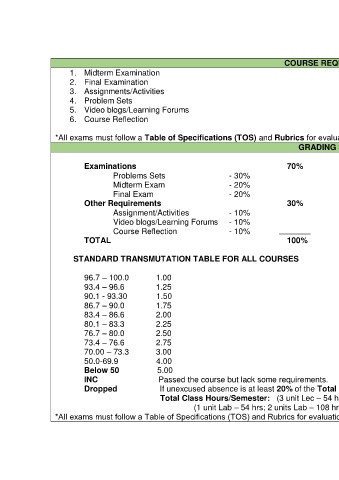 COURSE REQ
1. Midterm Examination
2. Final Examination
3. Assignments/Activities
4. Problem Sets
5. Video blogs/Learning Forums
6. Course Reflection
*All exams must follow a Table of Specifications (TOS) and Rubrics for evalua
GRADING
Examinations 70%
Problems Sets - 30%
Midterm Exam - 20%
Final Exam - 20%
Other Requirements 30%
Assignment/Activities - 10%
Video blogs/Learning Forums - 10%
Course Reflection - 10% ______
TOTAL 100%
STANDARD TRANSMUTATION TABLE FOR ALL COURSES
96.7 – 100.0 1.00
93.4 – 96.6 1.25
90.1 - 93.30 1.50
86.7 – 90.0 1.75
83.4 – 86.6 2.00
80.1 – 83.3 2.25
76.7 – 80.0 2.50
73.4 – 76.6 2.75
70.00 – 73.3 3.00
50.0-69.9 4.00
Below 50 5.00
INC Passed the course but lack some requirements.
Dropped If unexcused absence is at least 20% of the Total
Total Class Hours/Semester: (3 unit Lec – 54 h
(1 unit Lab – 54 hrs; 2 units Lab – 108 hr
*All exams must follow a Table of Specifications (TOS) and Rubrics for evaluatio